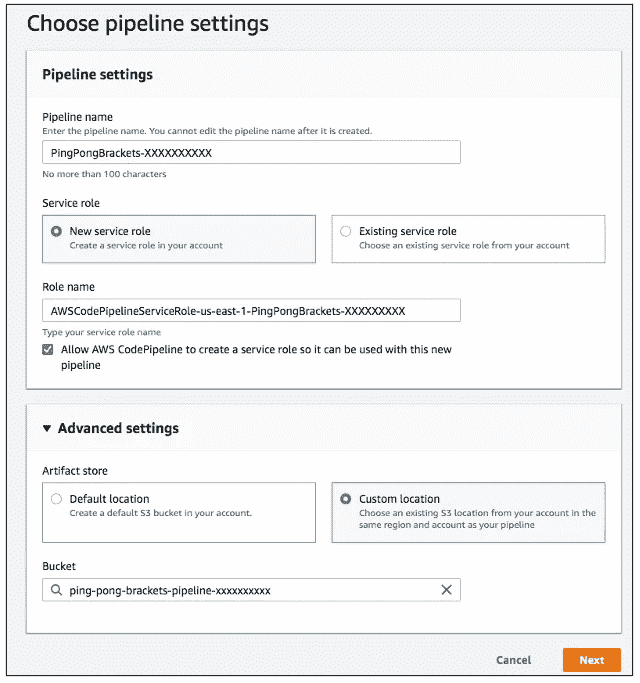 Choose pipeline settings
Pipeline settings
Pipeline name
Enter the pipeline name. You cannot edit the pipeline name after it is created.
PingPongBrackets-XXXXXXXXXX
No more than 100 characters
Service role
New service role
Create a service role in your account
Existing service role
Choose an existing service role from your account
Role name
AWSCodePipelineServiceRole-us-east-1-PingPongBrackets-XXXXXXXXX
Type your service role name
Allow AWS CodePipeline to create a service role so it can be used with this new
pipeline
Advanced settings
Artifact store
Default location
Create a default S3 bucket in your account.
Custom location
Choose an existing S3 location from your account in the
same region and account as your pipeline
Bucket
ping-pong-brackets-pipeline-xxxxxxxxxx
Cancel
Next